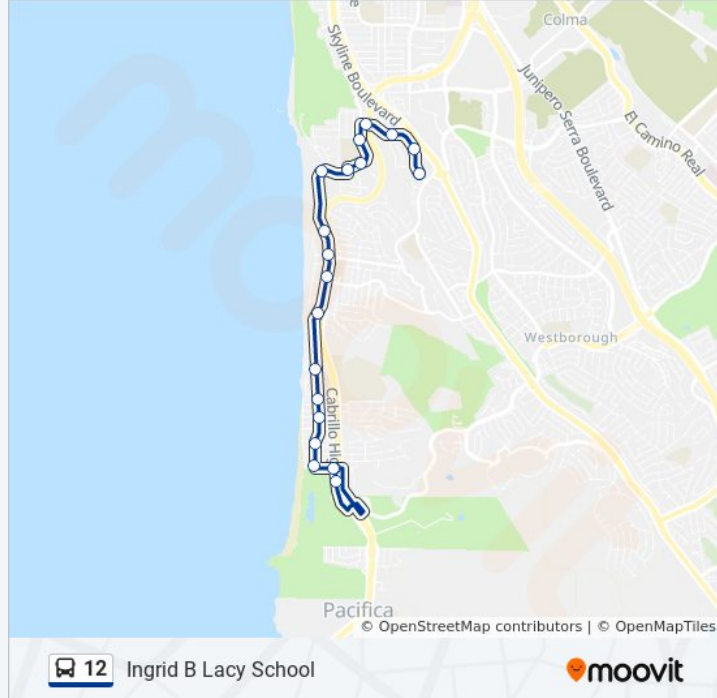 e
Colma
Skyline Boulevard
Junipero Serra Boulevard
El Camino Real
Westborough
Cabrillo Hig
Pacifica
© OpenStreetMap contributors | © OpenMapTiles
12 Ingrid B Lacy School
moovit